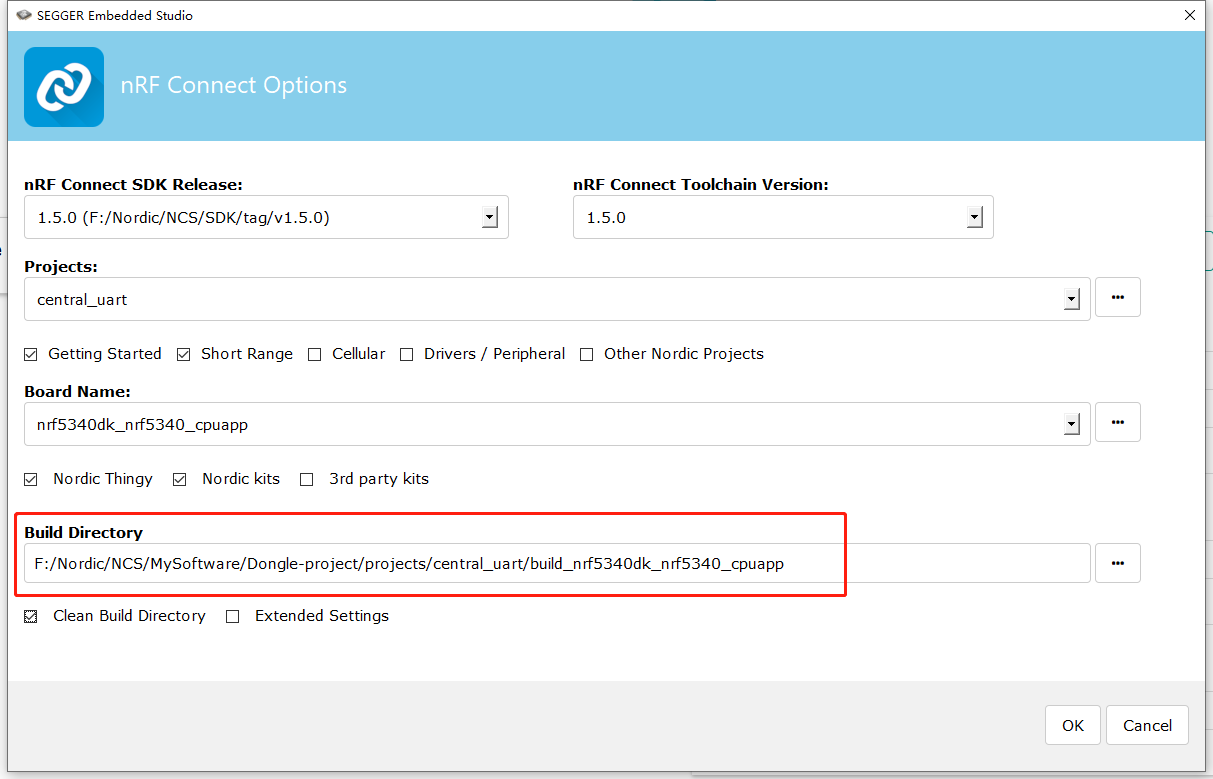 SEGGER Embedded Studio
nRF Connect Options
nRF Connect SDK Release: nRF Connect Toolchain Version:
1.5.0 (F:/Nordic/NCS/SDK/tag/v1.5.0) 1.5.0
Projects:
central_uart ...
Getting Started Short Range Cellular Drivers / Peripheral Other Nordic Projects
Board Name:
nrf5340dk_nrf5340_cpuapp ...
Nordic Thingy Nordic kits 3rd party kits
Build Directory
F:/Nordic/NCS/MySoftware/Dongle-project/projects/central_uart/build_nrf5340dk_nrf5340_cpuapp ...
Clean Build Directory Extended Settings
OK Cancel